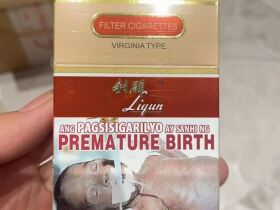 FILTER CIGARETTES
VIRGINIA TYPE
利群
Liqun
ANG PAGSISIGARILYO AY SANHI NG
PREMATURE BIRTH